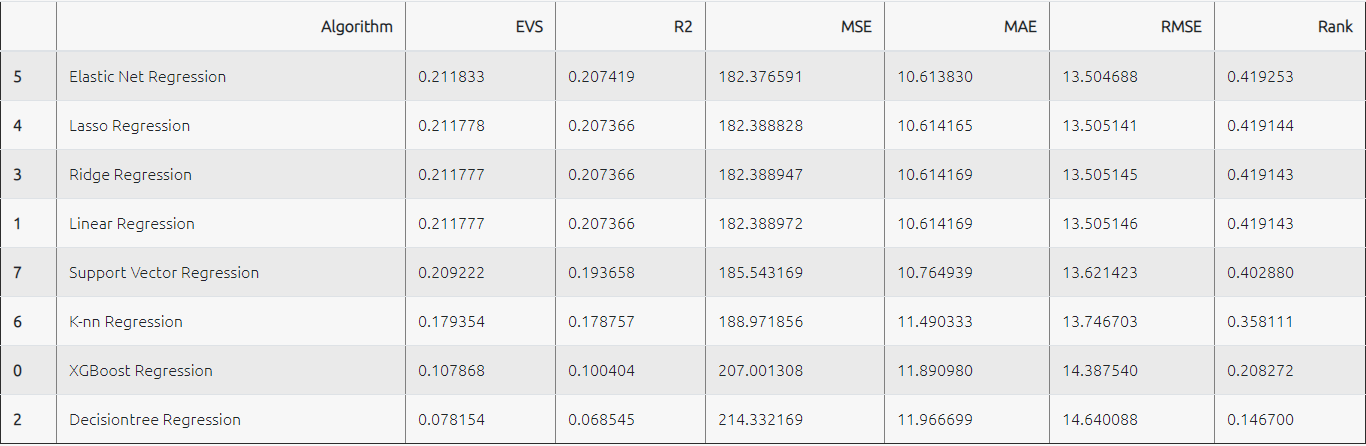 Algorithm EVS R2 MSE MAE RMSE Rank
5 Elastic Net Regression 0.211833 0.207419 182.376591 10.613830 13.504688 0.419253
4 Lasso Regression 0.211778 0.207366 182.388828 10.614165 13.505141 0.419144
3 Ridge Regression 0.211777 0.207366 182.388947 10.614169 13.505145 0.419143
1 Linear Regression 0.211777 0.207366 182.388972 10.614169 13.505146 0.419143
7 Support Vector Regression 0.209222 0.193658 185.543169 10.764939 13.621423 0.402880
6 K-nn Regression 0.179354 0.178757 188.971856 11.490333 13.746703 0.358111
0 XGBoost Regression 0.107868 0.100404 207.001308 11.890980 14.387540 0.208272
2 Decisiontree Regression 0.078154 0.068545 214.332169 11.966699 14.640088 0.146700